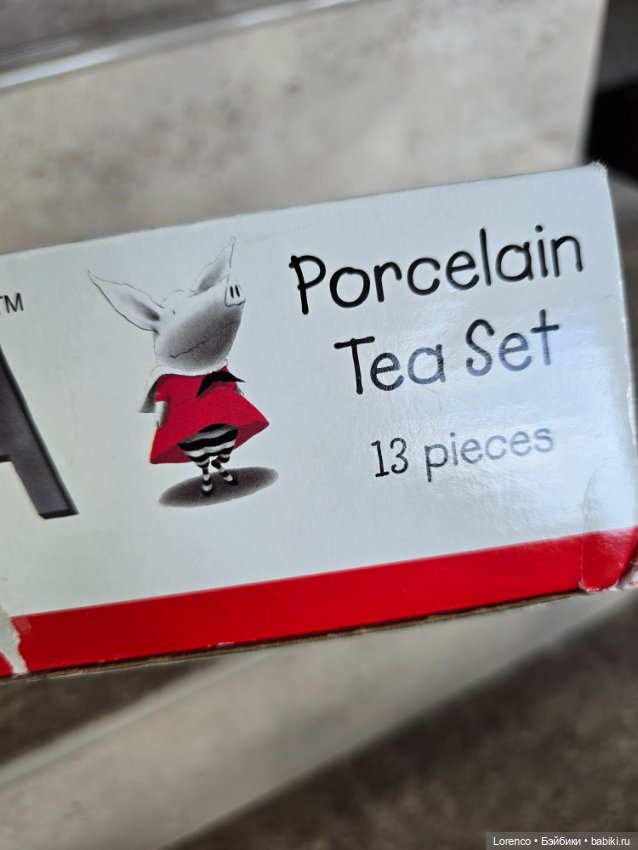 TM
A
Porcelain
Tea Set
13 pieces
Lorenco • Бэйбики • babiki.ru